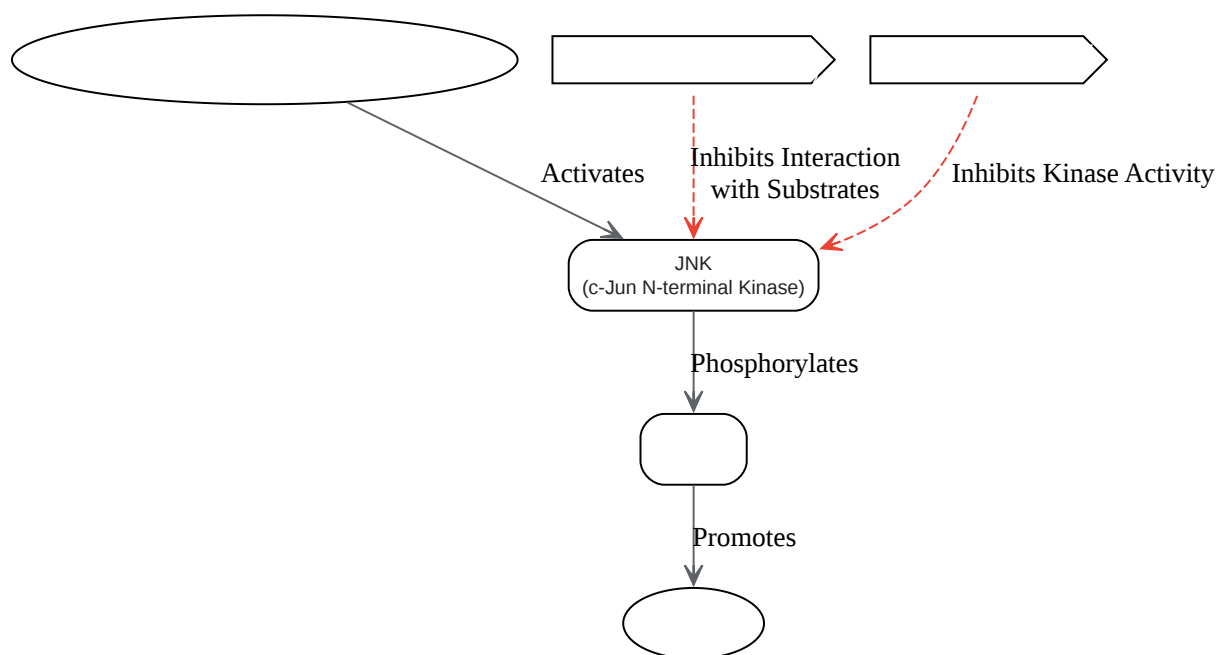 Activates
Inhibits Interaction
with Substrates
Inhibits Kinase Activity
JNK
(c-Jun N-terminal Kinase)
Phosphorylates
Promotes